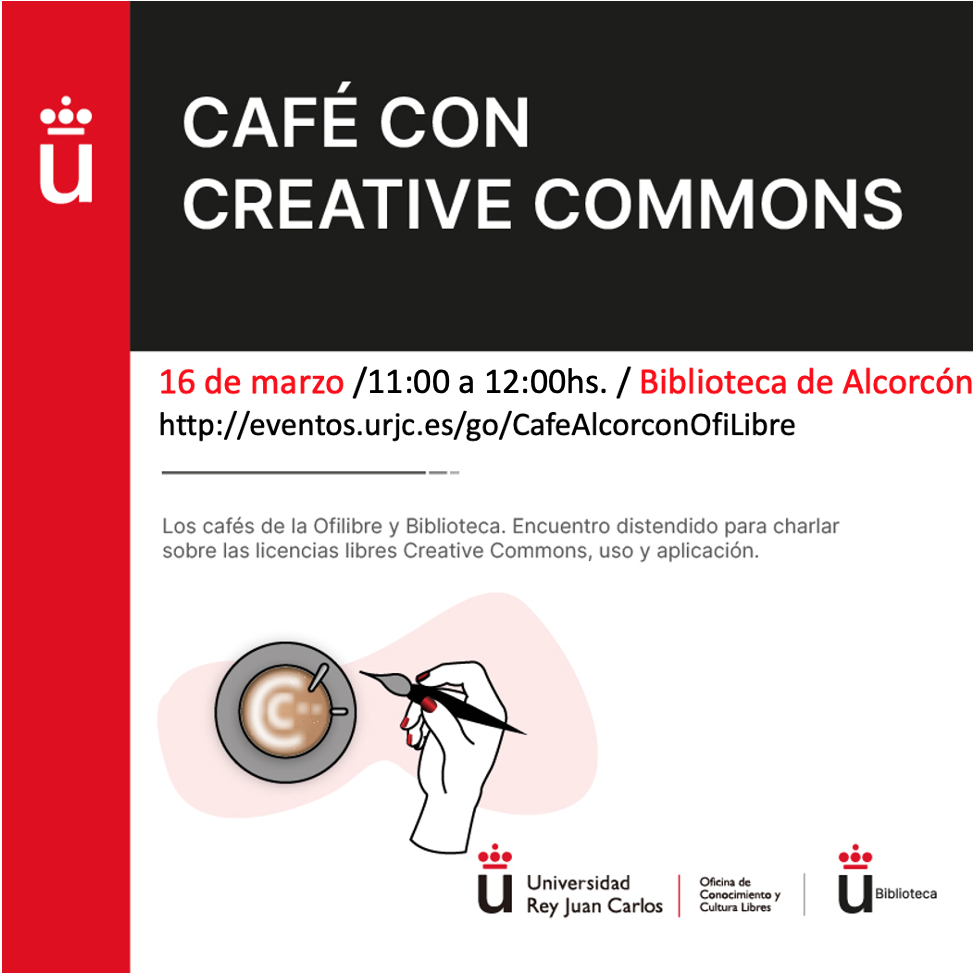 u
CAFÉ CON
CREATIVE COMMONS
16 de marzo /11:00 a 12:00hs. / Biblioteca de Alcorcón
http://eventos.urjc.es/go/CafeAlcorconOfiLibre
Los cafés de la Ofilibre y Biblioteca. Encuentro distendido para charlar
sobre las licencias libres Creative Commons, uso y aplicación.
u
Universidad
Rey Juan Carlos
Oficina de
Conocimiento y
Cultura Libres
u
Biblioteca